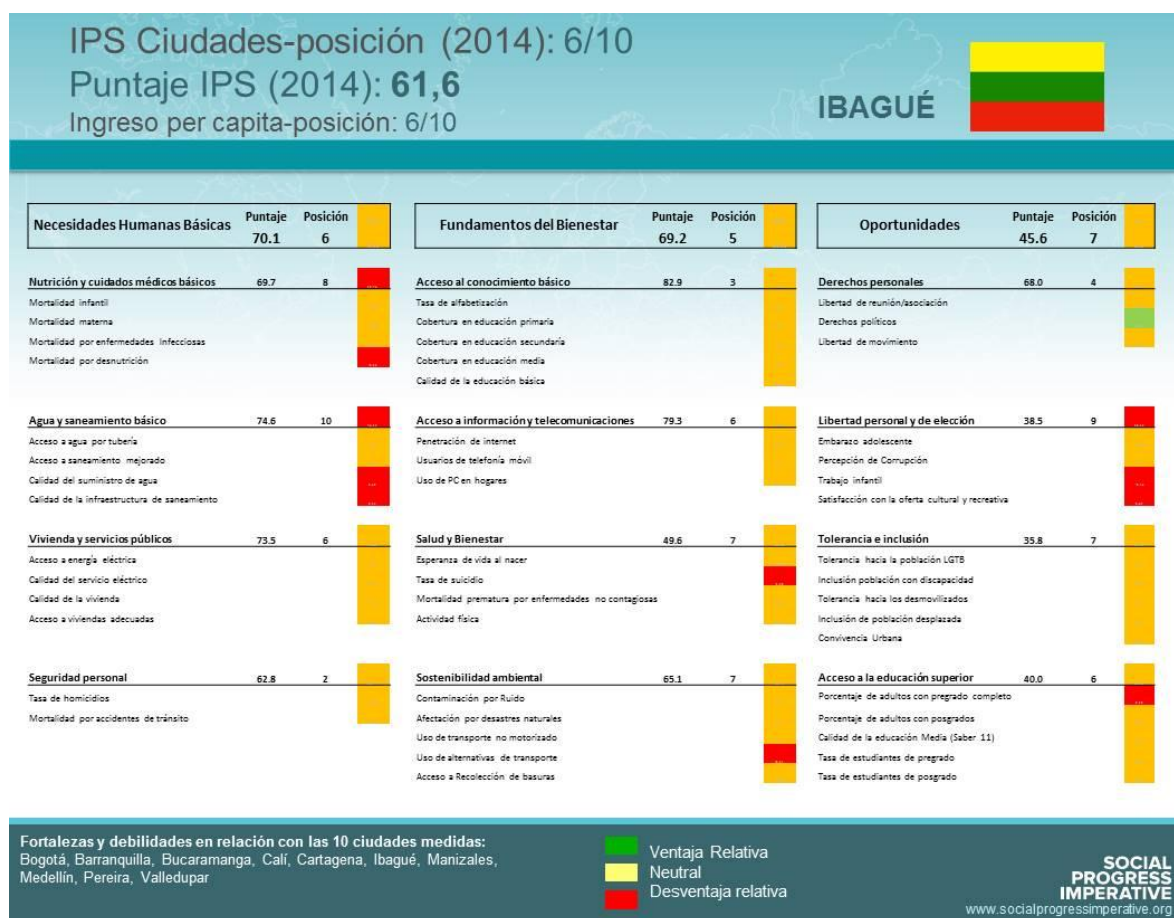 IPS Ciudades-posición (2014): 6/10
Puntaje IPS (2014): 61,6
Ingreso per capita-posición: 6/10
IBAGUÉ
Necesidades Humanas Básicas Puntaje Posición
70.1 6
Nutrición y cuidados médicos básicos 69.7 8
Mortalidad infantil
Mortalidad materna
Mortalidad por enfermedades Infecciosas
Mortalidad por desnutrición
Agua y saneamiento básico 74.6 10
Acceso a agua por tubería
Acceso a saneamiento mejorado
Calidad del suministro de agua
Calidad de la infraestructura de saneamiento
Vivienda y servicios públicos 73.5 6
Acceso a energía eléctrica
Calidad del servicio eléctrico
Calidad de la vivienda
Acceso a viviendas adecuadas
Seguridad personal 62.8 2
Tasa de homicidios
Mortalidad por accidentes de tránsito
Fundamentos del Bienestar Puntaje Posición
69.2 5
Acceso al conocimiento básico 82.9 3
Tasa de alfabetización
Cobertura en educación primaria
Cobertura en educación secundaría
Cobertura en educación media
Calidad de la educación básica
Acceso a información y telecomunicaciones 79.3 6
Penetración de internet
Usuarios de telefonía móvil
Uso de PC en hogares
Salud y Bienestar 49.6 7
Esperanza de vida al nacer
Tasa de suicidio
Mortalidad prematura por enfermedades no contagiosas
Actividad física
Sostenibilidad ambiental 65.1 7
Contaminación por Ruido
Afectación por desastres naturales
Uso de transporte no motorizado
Uso de alternativas de transporte
Acceso a Recolección de basuras
Oportunidades Puntaje Posición
45.6 7
Derechos personales 68.0 4
Libertad de reunión/asociación
Derechos políticos
Libertad de movimiento
Libertad personal y de elección 38.5 9
Embarazo adolescente
Percepción de Corrupción
Trabajo infantil
Satisfacción con la oferta cultural y recreativa
Tolerancia e inclusión 35.8 7
Tolerancia hacia la población LGTB
Inclusión población con discapacidad
Tolerancia hacia los desmovilizados
Inclusión de población desplazada
Convivencia Urbana
Acceso a la educación superior 40.0 6
Porcentaje de adultos con pregrado completo
Porcentaje de adultos con posgrados
Calidad de la educación Media (Saber 11)
Tasa de estudiantes de pregrado
Tasa de estudiantes de posgrado
Fortalezas y debilidades en relación con las 10 ciudades medidas:
Bogotá, Barranquilla, Bucaramanga, Calí, Cartagena, Ibagué, Manizales,
Medellín, Pereira, Valledupar
Ventaja Relativa
Neutral
Desventaja relativa
SOCIAL
PROGRESS
IMPERATIVE
www.socialprogressimperative.org